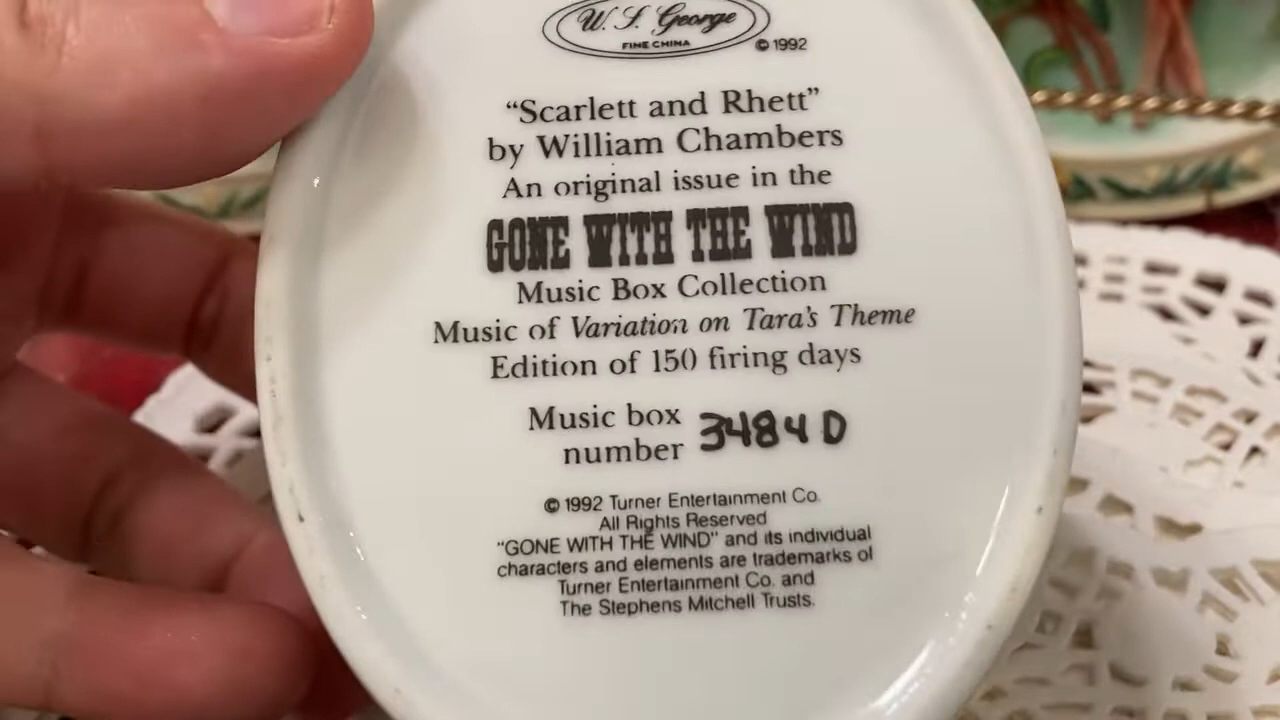 W. S. George
FINE CHINA
© 1992
“Scarlett and Rhett”
by William Chambers
An original issue in the
GONE WITH THE WIND
Music Box Collection
Music of Variation on Tara's Theme
Edition of 150 firing days
Music box
number 3484 D
© 1992 Turner Entertainment Co.
All Rights Reserved
"GONE WITH THE WIND" and its individual
characters and elements are trademarks of
Turner Entertainment Co. and
The Stephens Mitchell Trusts.